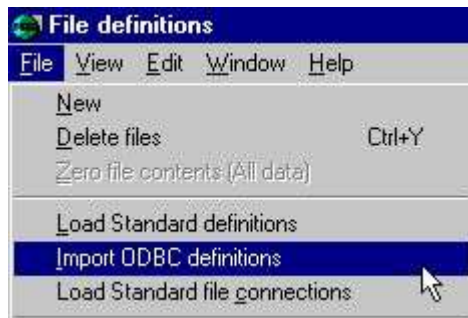 File definitions
File View Edit Window Help
New
Delete files Ctrl+Y
Zero file contents (All data)
Load Standard definitions
Import ODBC definitions
Load Standard file connections